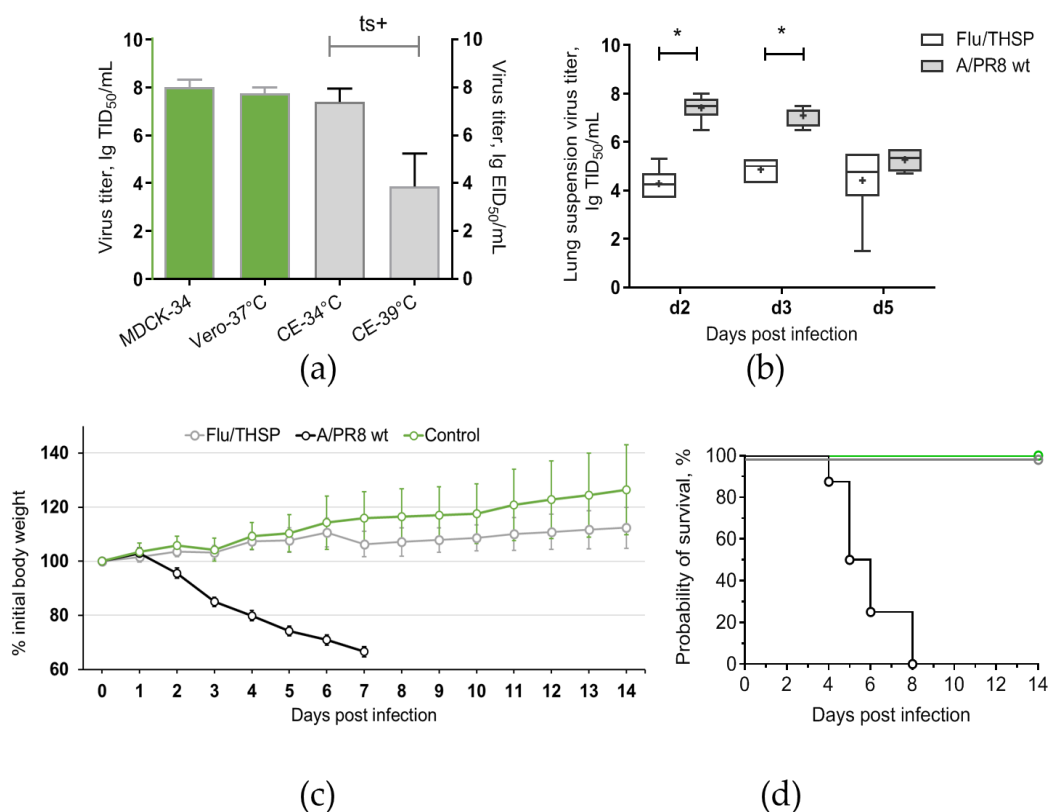 ts+
10
8
6
4
2
0
Virus titer, lg TID50/mL
10
8
6
4
2
0
Virus titer, lg EID50/mL
MDCK-34
Vero-37°C
CE-34°C
CE-39°C
(a)
Flu/THSP
A/PR8 wt
* *
10
8
6
4
2
0
Lung suspension virus titer,
lg TID50/mL
d2 d3 d5
Days post infection
(b)
Flu/THSP A/PR8 wt Control
140
120
100
80
60
% initial body weight
0 1 2 3 4 5 6 7 8 9 10 11 12 13 14
Days post infection
(c)
100
80
60
40
20
0
Probability of survival, %
0 2 4 6 8 10 12 14
Days post infection
(d)